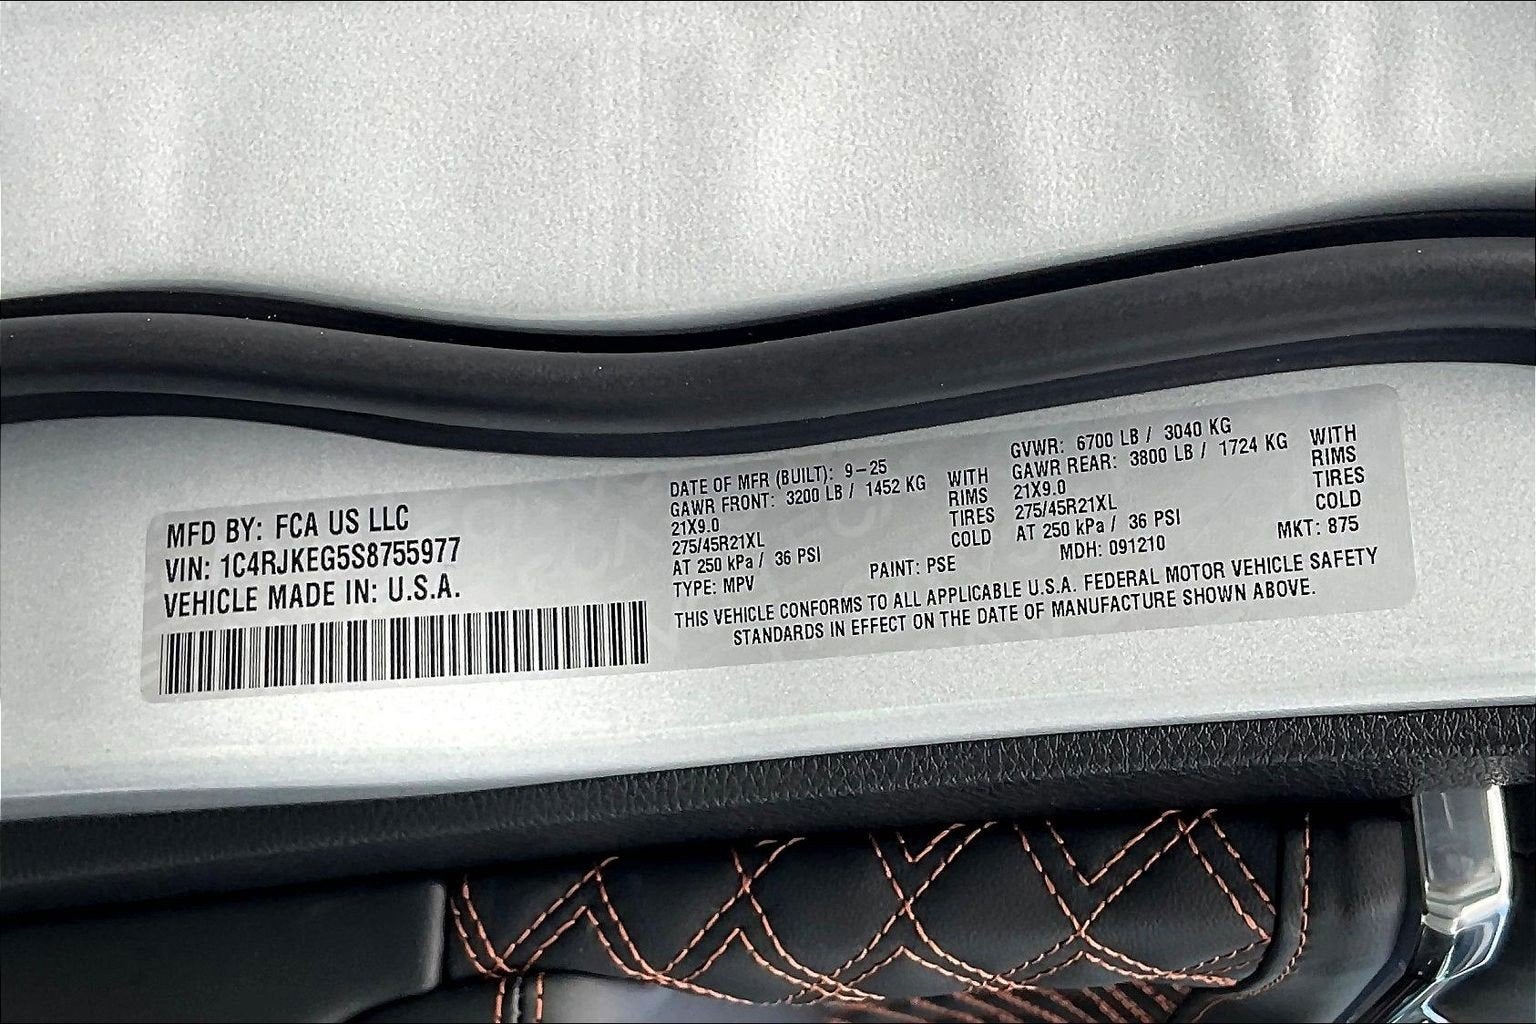 MFD BY: FCA US LLC
VIN: 1C4RJKEG5S8755977
VEHICLE MADE IN: U.S.A.
DATE OF MFR (BUILT): 9-25
GAWR FRONT: 3200 LB / 1452 KG WITH
21X9.0 RIMS
275/45R21XL TIRES
AT 250 kPa / 36 PSI COLD
TYPE: MPV PAINT: PSE
GVWR: 6700 LB / 3040 KG
GAWR REAR: 3800 LB / 1724 KG WITH
21X9.0 RIMS
275/45R21XL TIRES
AT 250 kPa / 36 PSI COLD
MDH: 091210 MKT: 875
THIS VEHICLE CONFORMS TO ALL APPLICABLE U.S.A. FEDERAL MOTOR VEHICLE SAFETY
STANDARDS IN EFFECT ON THE DATE OF MANUFACTURE SHOWN ABOVE.